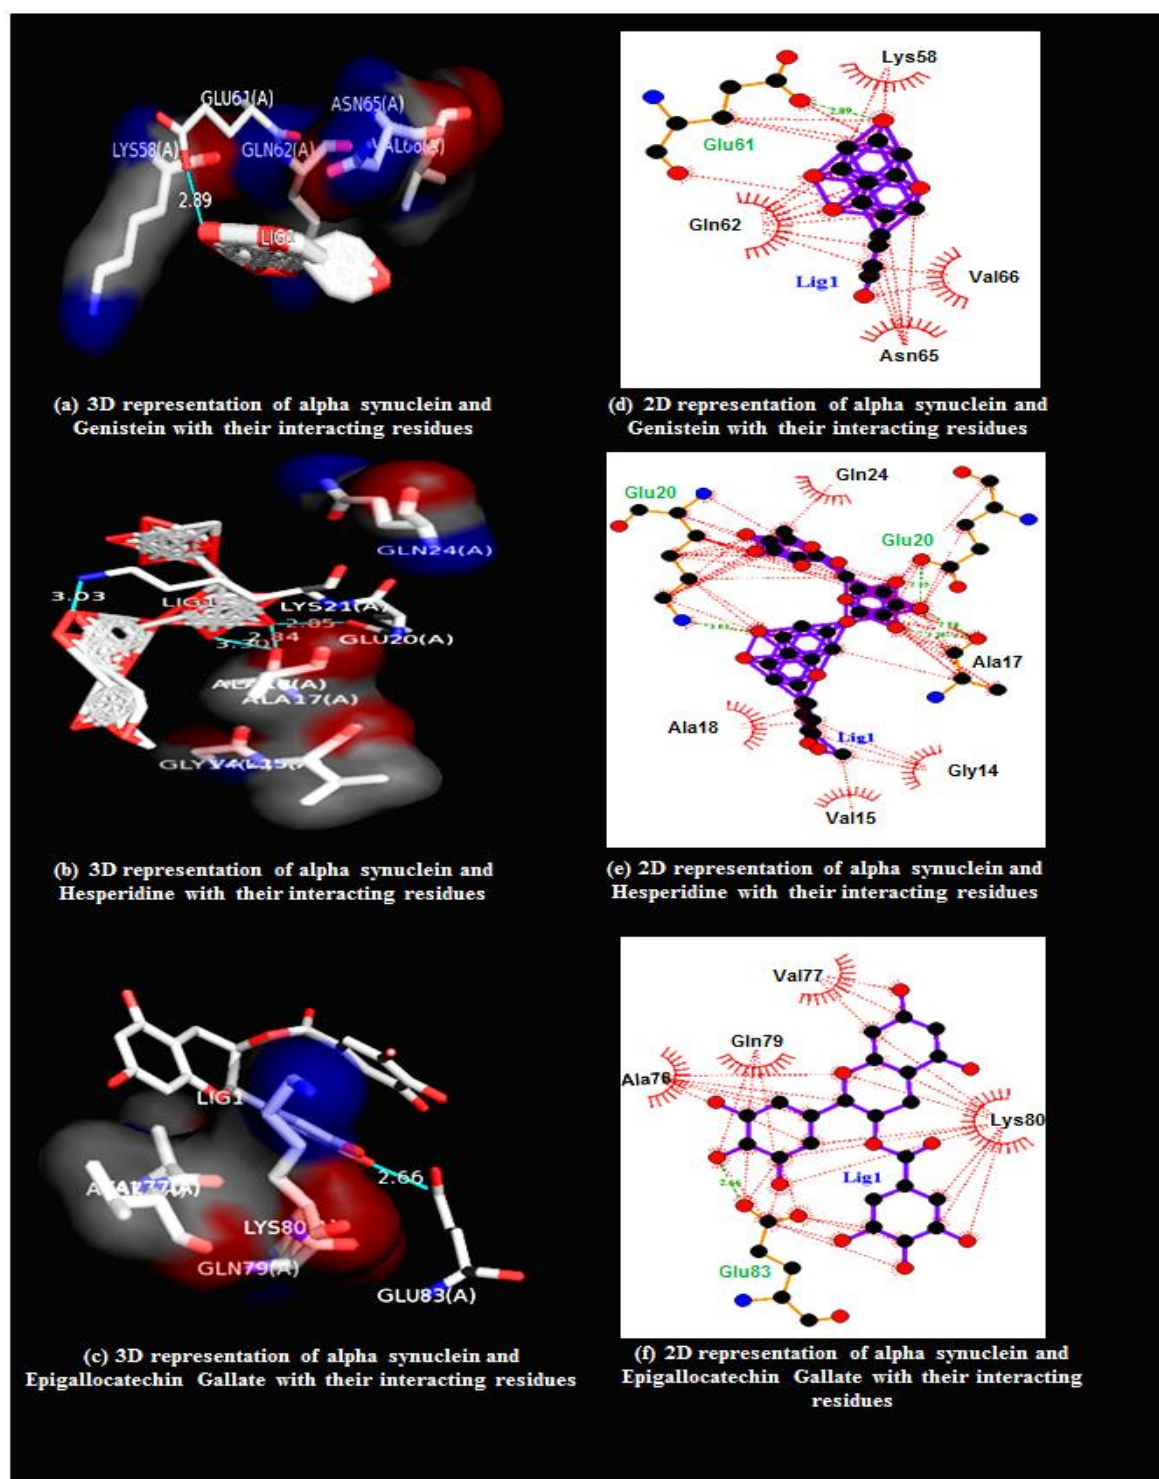 GLU61(A)
ASN65(A)
LYS58(A)
GLN62(A)
VAL66(A)
2.89
LIG1
(a) 3D representation of alpha synuclein and
Genistein with their interacting residues
Lys58
2.89
Glu61
Gln62
Lig1
Val66
Asn65
(d) 2D representation of alpha synuclein and
Genistein with their interacting residues
GLN24(A)
3.03
LIG1
LYS21(A)
2.85
2.84
GLU20(A)
3.30
ALA17(A)
(b) 3D representation of alpha synuclein and
Hesperidine with their interacting residues
Gln24
Glu20
Glu20
Ala17
Ala18
Lig1
Gly14
Val15
(e) 2D representation of alpha synuclein and
Hesperidine with their interacting residues
LIG1
2.66
LYS80
GLN79(A)
GLU83(A)
(c) 3D representation of alpha synuclein and
Epigallocatechin Gallate with their interacting residues
Val77
Gln79
Ala76
Lys80
Lig1
2.66
Glu83
(f) 2D representation of alpha synuclein and
Epigallocatechin Gallate with their interacting
residues